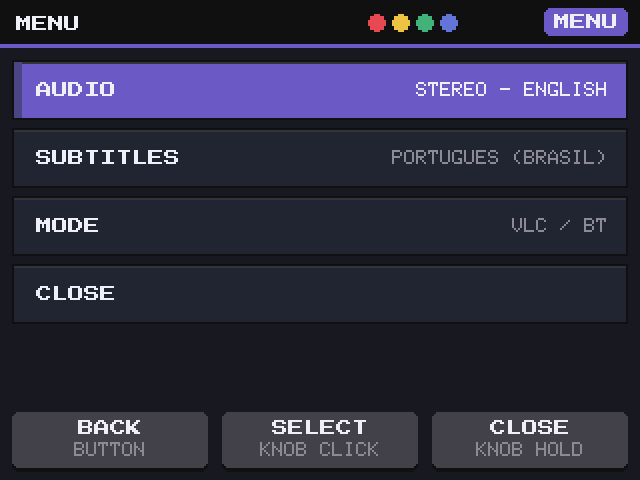 MENU
MENU
AUDIO STEREO - ENGLISH
SUBTITLES PORTUGUES (BRASIL)
MODE VLC / BT
CLOSE
BACK SELECT CLOSE
BUTTON KNOB CLICK KNOB HOLD